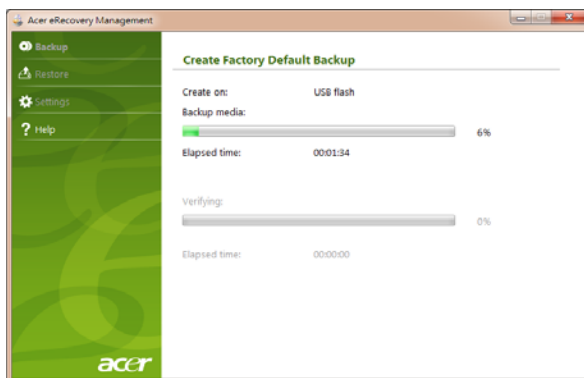 Acer eRecovery Management
Backup
Restore
Settings
? Help
Create Factory Default Backup
Create on: USB flash
Backup media:
6%
Elapsed time: 00:01:34
Verifying:
0%
Elapsed time: 00:00:00
acer